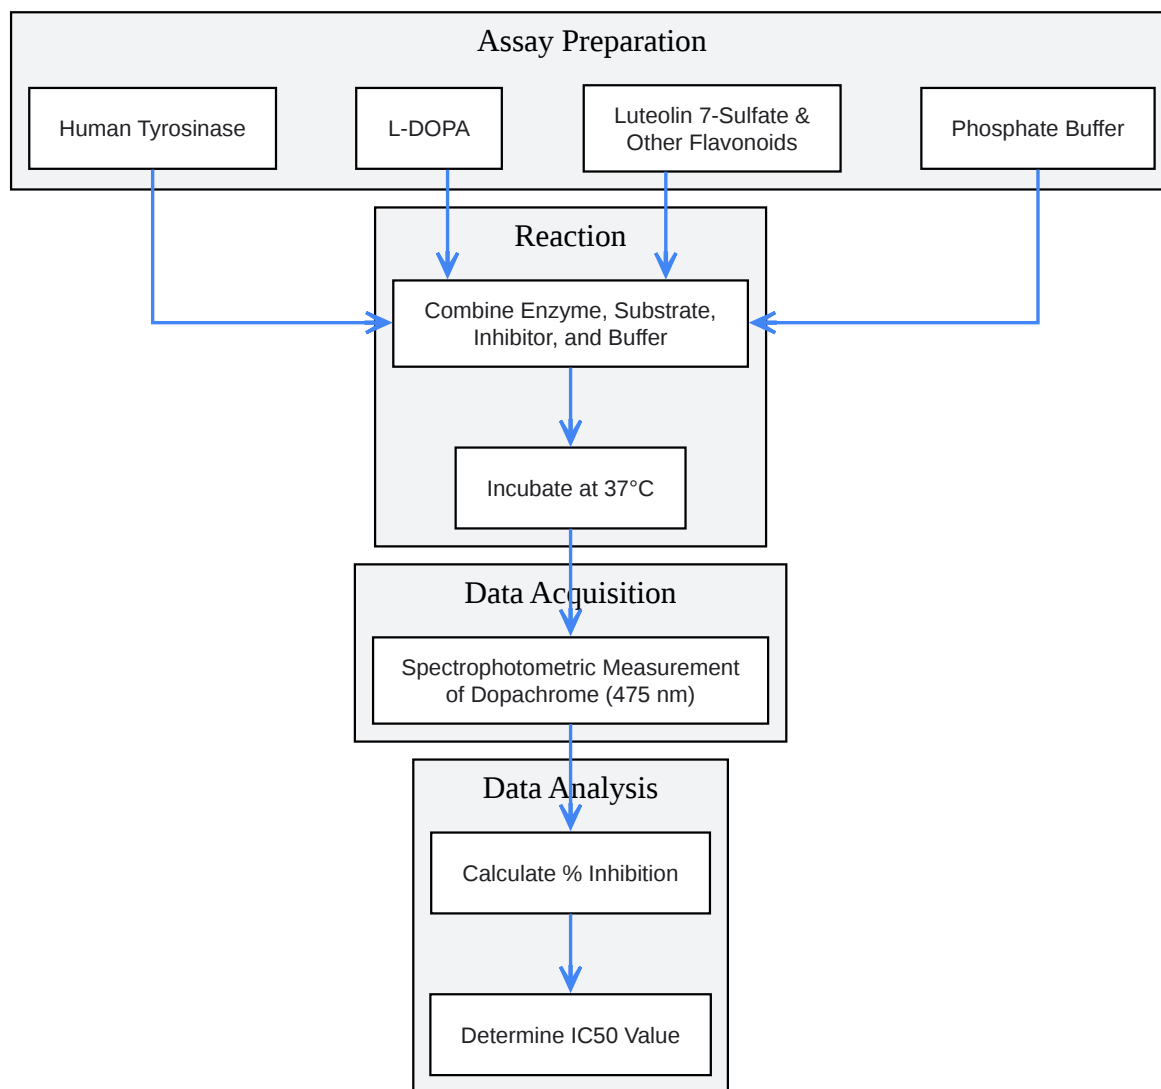 Assay Preparation
Human Tyrosinase
L-DOPA
Luteolin 7-Sulfate &
Other Flavonoids
Phosphate Buffer
Reaction
Combine Enzyme, Substrate,
Inhibitor, and Buffer
Incubate at 37°C
Data Acquisition
Spectrophotometric Measurement
of Dopachrome (475 nm)
Data Analysis
Calculate % Inhibition
Determine IC50 Value